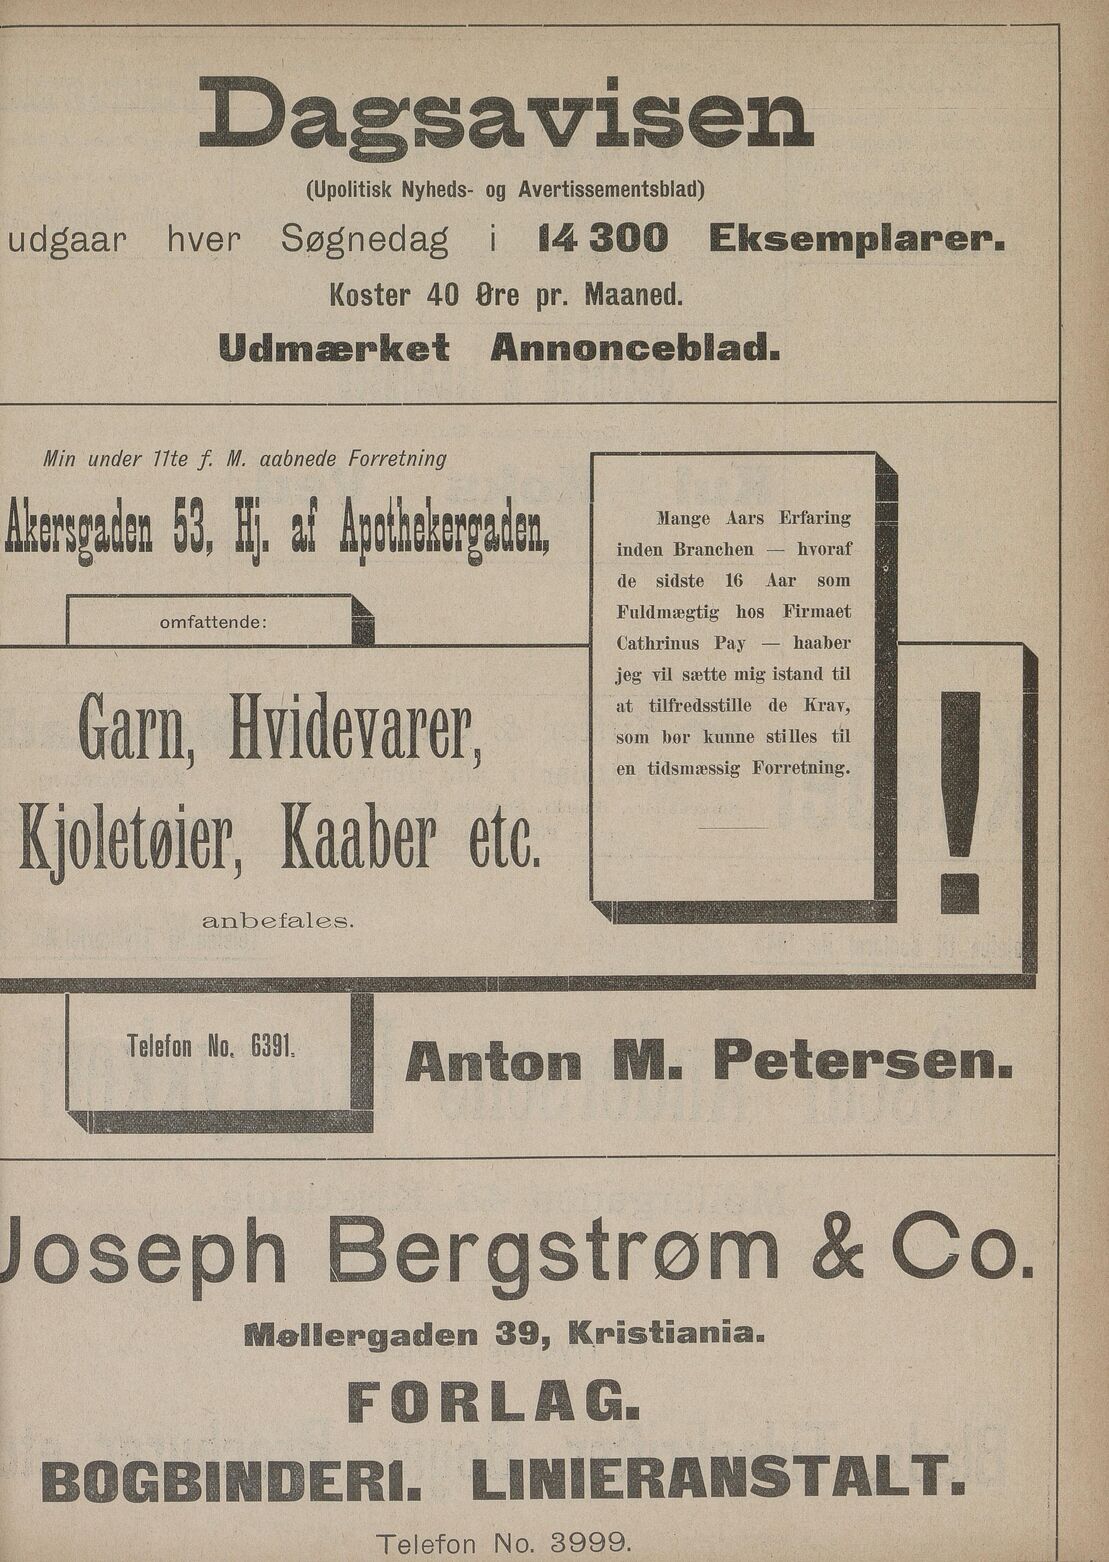 Dagsavisen
(Upolitisk Nyheds- og Avertissementsblad)
udgaar hver Søgnedag i 14 300 Eksemplarer.
Koster 40 Øre pr. Maaned.
Udmærket Annonceblad.
Min under 11te f. M. aabnede Forretning
Akersgaden 53, Hj. af Apothekergaden,
omfattende:
Garn, Hvidevarer,
Kjoletøier, Kaaber etc.
anbefales.
Mange Aars Erfaring
inden Branchen — hvoraf
de sidste 16 Aar som
Fuldmægtig hos Firmaet
Cathrinus Pay — haaber
jeg vil sætte mig istand til
at tilfredsstille de Krav,
som bør kunne stilles til
en tidsmæssig Forretning.
!
Telefon No. 6391.
Anton M. Petersen.
Joseph Bergstrøm & Co.
Møllergaden 39, Kristiania.
FORLAG.
BOGBINDERI. LINIERANSTALT.
Telefon No. 3999.